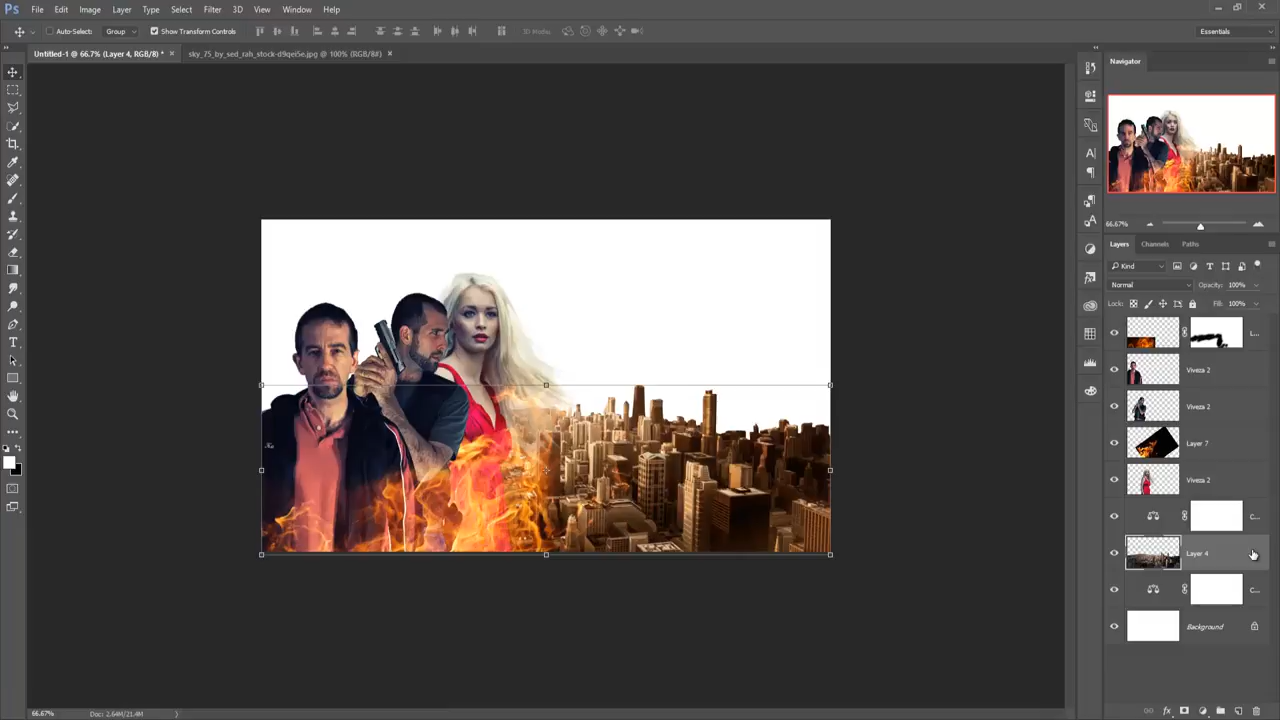 Ps File Edit Image Layer Type Select Filter 3D View Window Help
Auto-Select: Group Show Transform Controls 3D Mode: Essentials
Untitled-1 @ 66.7% (Layer 4, RGB/8) * × sky_75_by_sed_rah_stock-d9qei5e.jpg @ 100% (RGB/8#) ×
Navigator
66.67%
Layers Channels Paths
Kind
Normal Opacity: 100%
Lock: Fill: 100%
L...
Viveza 2
Viveza 2
Layer 7
Viveza 2
C...
Layer 4
C...
Background
66.67% Doc: 2.64M/21.4M